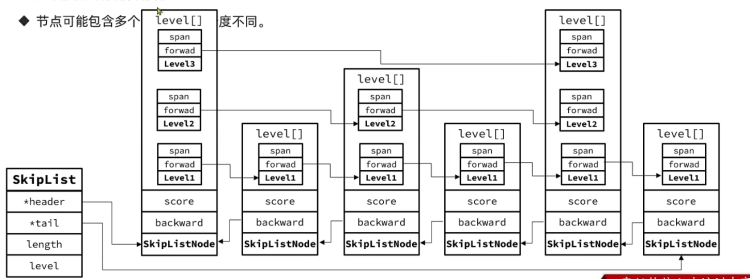 ◆ 节点可能包含多个
度不同。
level[]
span
forwad
Level3
span
forwad
Level2
span
forwad
Level1
score
backward
SkipListNode
level[]
span
forwad
Level1
score
backward
SkipListNode
level[]
span
forwad
Level2
span
forwad
Level1
score
backward
SkipListNode
level[]
span
forwad
Level1
score
backward
SkipListNode
level[]
span
forwad
Level3
span
forwad
Level2
span
forwad
Level1
score
backward
SkipListNode
level[]
span
forwad
Level1
score
backward
SkipListNode
SkipList
*header
*tail
length
level